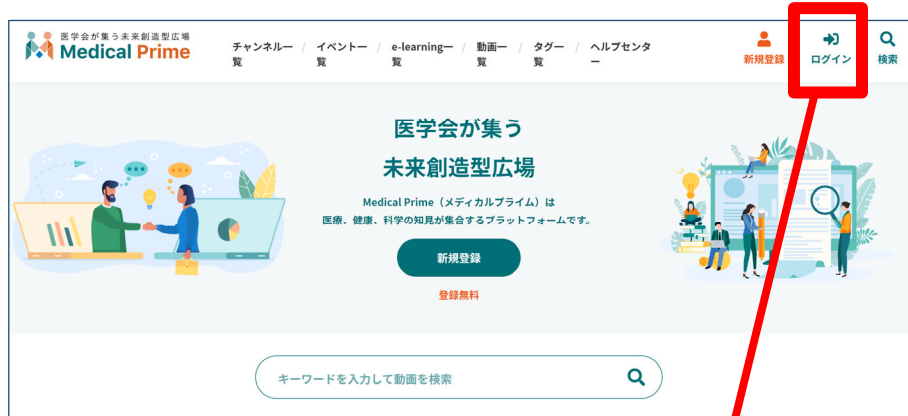 医学会が集う未来創造型広場
Medical Prime
チャンネル一
覧
/
イベント一
覧
/
e-learning一
覧
/
動画一
覧
/
タグ一
覧
/
ヘルプセンタ
ー
新規登録
ログイン
検索
医学会が集う
未来創造型広場
Medical Prime（メディカルプライム）は
医療、健康、科学の知見が集合するプラットフォームです。
新規登録
登録無料
キーワードを入力して動画を検索